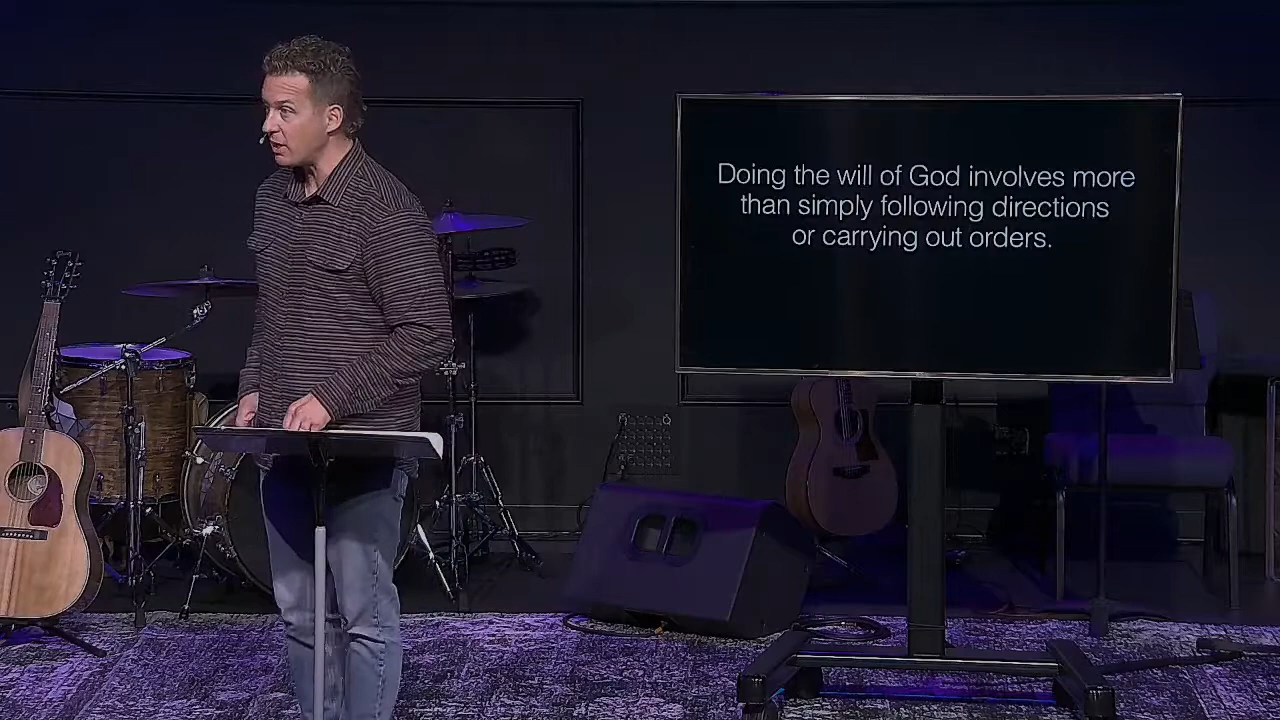 Doing the will of God involves more
than simply following directions
or carrying out orders.